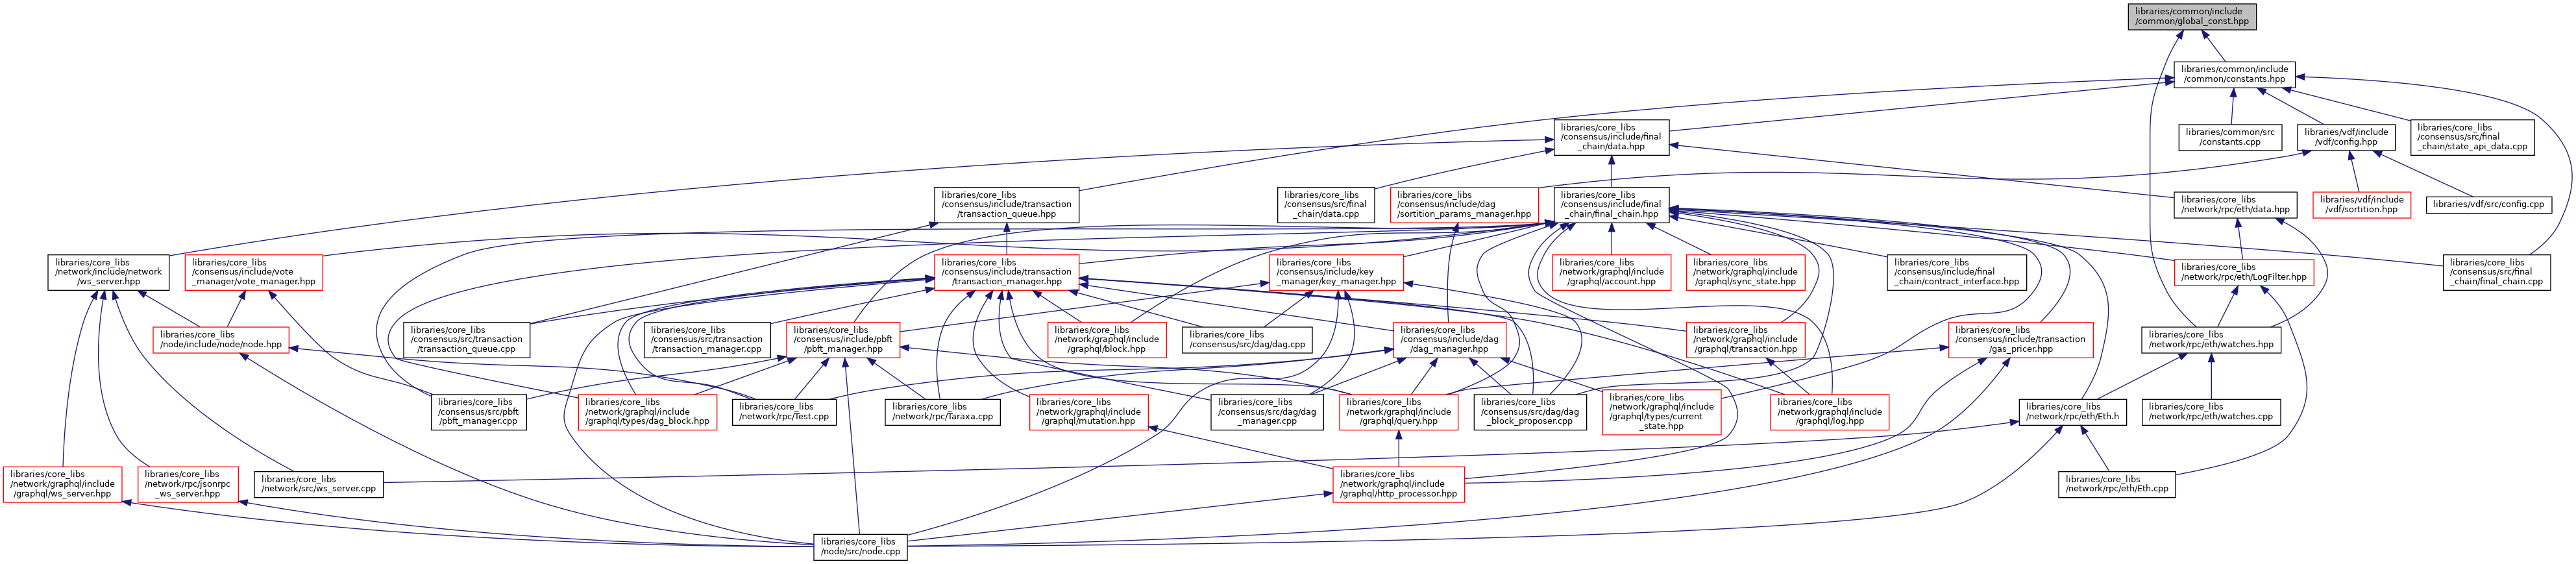 libraries/common/include
/common/global_const.hpp
libraries/common/include
/common/constants.hpp
libraries/core_libs
/consensus/include/final
_chain/data.hpp
libraries/common/src
/constants.cpp
libraries/vdf/include
/vdf/config.hpp
libraries/core_libs
/consensus/src/final
_chain/state_api_data.cpp
libraries/core_libs
/consensus/include/transaction
/transaction_queue.hpp
libraries/core_libs
/consensus/src/final
_chain/data.cpp
libraries/core_libs
/consensus/include/dag
/sortition_params_manager.hpp
libraries/core_libs
/consensus/include/final
_chain/final_chain.hpp
libraries/core_libs
/network/rpc/eth/data.hpp
libraries/vdf/include
/vdf/sortition.hpp
libraries/vdf/src/config.cpp
libraries/core_libs
/network/include/network
/ws_server.hpp
libraries/core_libs
/consensus/include/vote
_manager/vote_manager.hpp
libraries/core_libs
/consensus/include/transaction
/transaction_manager.hpp
libraries/core_libs
/consensus/include/key
_manager/key_manager.hpp
libraries/core_libs
/network/graphql/include
/graphql/account.hpp
libraries/core_libs
/network/graphql/include
/graphql/sync_state.hpp
libraries/core_libs
/consensus/include/final
_chain/contract_interface.hpp
libraries/core_libs
/network/rpc/eth/LogFilter.hpp
libraries/core_libs
/consensus/src/final
_chain/final_chain.cpp
libraries/core_libs
/node/include/node/node.hpp
libraries/core_libs
/consensus/src/transaction
/transaction_queue.cpp
libraries/core_libs
/consensus/src/transaction
/transaction_manager.cpp
libraries/core_libs
/consensus/include/pbft
/pbft_manager.hpp
libraries/core_libs
/network/graphql/include
/graphql/block.hpp
libraries/core_libs
/consensus/src/dag/dag.cpp
libraries/core_libs
/consensus/include/dag
/dag_manager.hpp
libraries/core_libs
/network/graphql/include
/graphql/transaction.hpp
libraries/core_libs
/consensus/include/transaction
/gas_pricer.hpp
libraries/core_libs
/network/rpc/eth/watches.hpp
libraries/core_libs
/consensus/src/pbft
/pbft_manager.cpp
libraries/core_libs
/network/graphql/include
/graphql/types/dag_block.hpp
libraries/core_libs
/network/rpc/Test.cpp
libraries/core_libs
/network/rpc/Taraxa.cpp
libraries/core_libs
/network/graphql/include
/graphql/mutation.hpp
libraries/core_libs
/consensus/src/dag/dag
_manager.cpp
libraries/core_libs
/network/graphql/include
/graphql/query.hpp
libraries/core_libs
/consensus/src/dag/dag
_block_proposer.cpp
libraries/core_libs
/network/graphql/include
/graphql/types/current
_state.hpp
libraries/core_libs
/network/graphql/include
/graphql/log.hpp
libraries/core_libs
/network/rpc/eth/Eth.h
libraries/core_libs
/network/rpc/eth/watches.cpp
libraries/core_libs
/network/graphql/include
/graphql/ws_server.hpp
libraries/core_libs
/network/rpc/jsonrpc
_ws_server.hpp
libraries/core_libs
/network/src/ws_server.cpp
libraries/core_libs
/network/graphql/include
/graphql/http_processor.hpp
libraries/core_libs
/network/rpc/eth/Eth.cpp
libraries/core_libs
/node/src/node.cpp